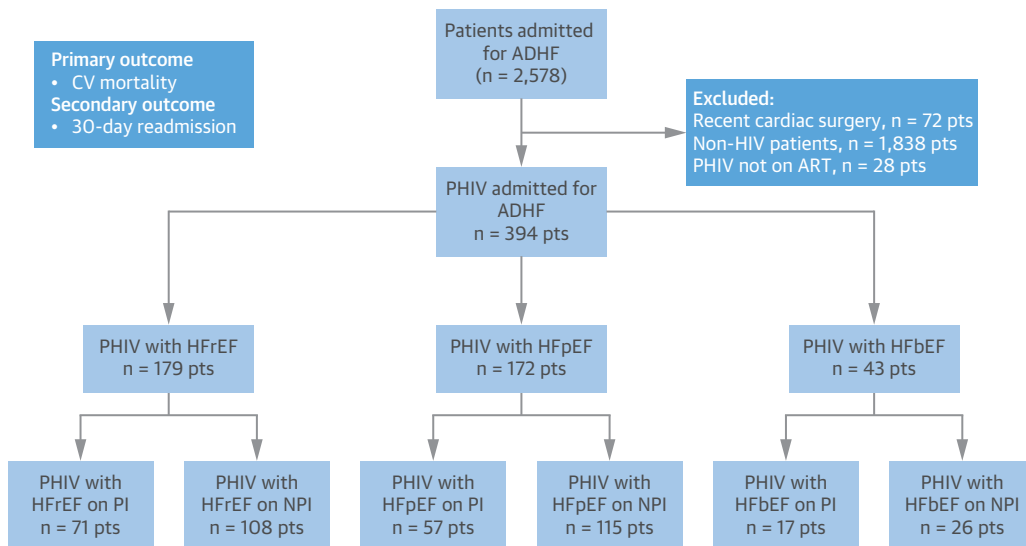 Patients admitted
for ADHF
(n = 2,578)
Primary outcome
• CV mortality
Secondary outcome
• 30-day readmission
Excluded:
Recent cardiac surgery, n = 72 pts
Non-HIV patients, n = 1,838 pts
PHIV not on ART, n = 28 pts
PHIV admitted for
ADHF
n = 394 pts
PHIV with HFrEF
n = 179 pts
PHIV with HFpEF
n = 172 pts
PHIV with HFbEF
n = 43 pts
PHIV with
HFrEF on PI
n = 71 pts
PHIV with
HFrEF on NPI
n = 108 pts
PHIV with
HFpEF on PI
n = 57 pts
PHIV with
HFpEF on NPI
n = 115 pts
PHIV with
HFbEF on PI
n = 17 pts
PHIV with
HFbEF on NPI
n = 26 pts